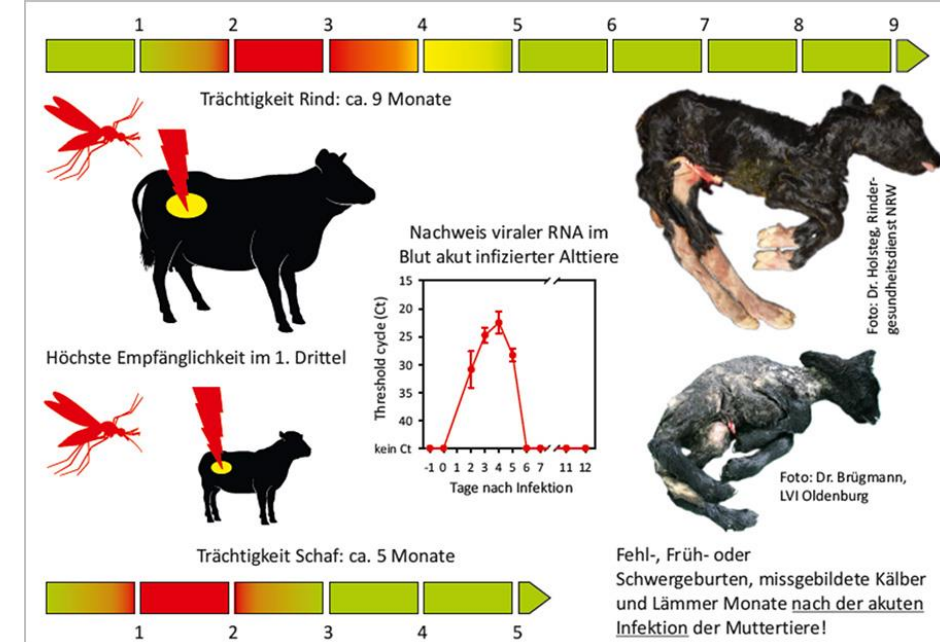 1 2 3 4 5 6 7 8 9
Trächtigkeit Rind: ca. 9 Monate
Foto: Dr. Holsteg, Rinder-
gesundheitsdienst NRW
Nachweis viraler RNA im
Blut akut infizierter Alttiere
Threshold cycle (Ct)
15
20
25
30
35
40
kein Ct
-1 0 1 2 3 4 5 6 7 11 12
Tage nach Infektion
Höchste Empfänglichkeit im 1. Drittel
Foto: Dr. Brügmann,
LVI Oldenburg
Trächtigkeit Schaf: ca. 5 Monate
1 2 3 4 5
Fehl-, Früh- oder
Schwergeburten, missgebildete Kälber
und Lämmer Monate nach der akuten
Infektion der Muttertiere!